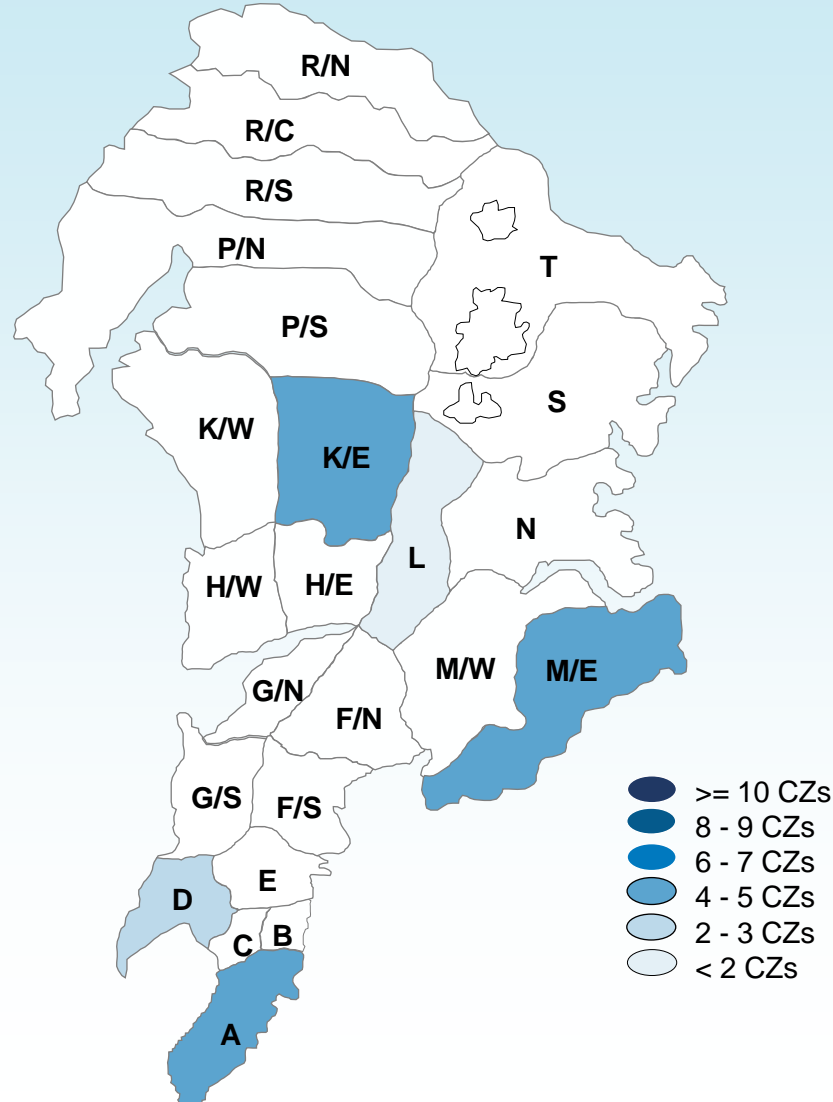 R/N
R/C
R/S
P/N
T
P/S
S
K/W
K/E
N
L
H/W
H/E
M/W
M/E
G/N
F/N
G/S
F/S
E
D
B
C
A
>= 10 CZs
8 - 9 CZs
6 - 7 CZs
4 - 5 CZs
2 - 3 CZs
< 2 CZs